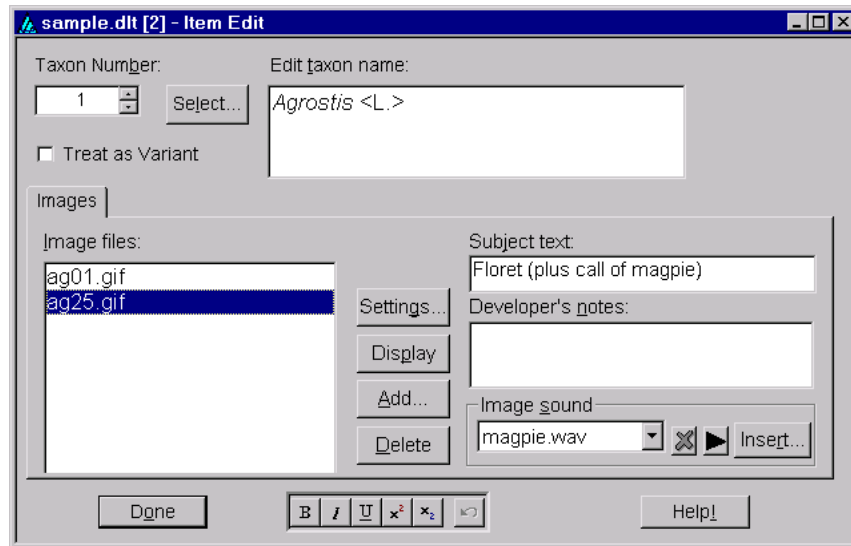 sample.dlt [2] - Item Edit
Taxon Number:
Edit taxon name:
1
Select...
Agrostis <L.>
Treat as Variant
Images
Image files:
Subject text:
ag01.gif
Floret (plus call of magpie)
ag25.gif
Settings...
Developer's notes:
Display
Add...
Image sound
Delete
magpie.wav
Insert...
Done
B I U x² x₂
Help!